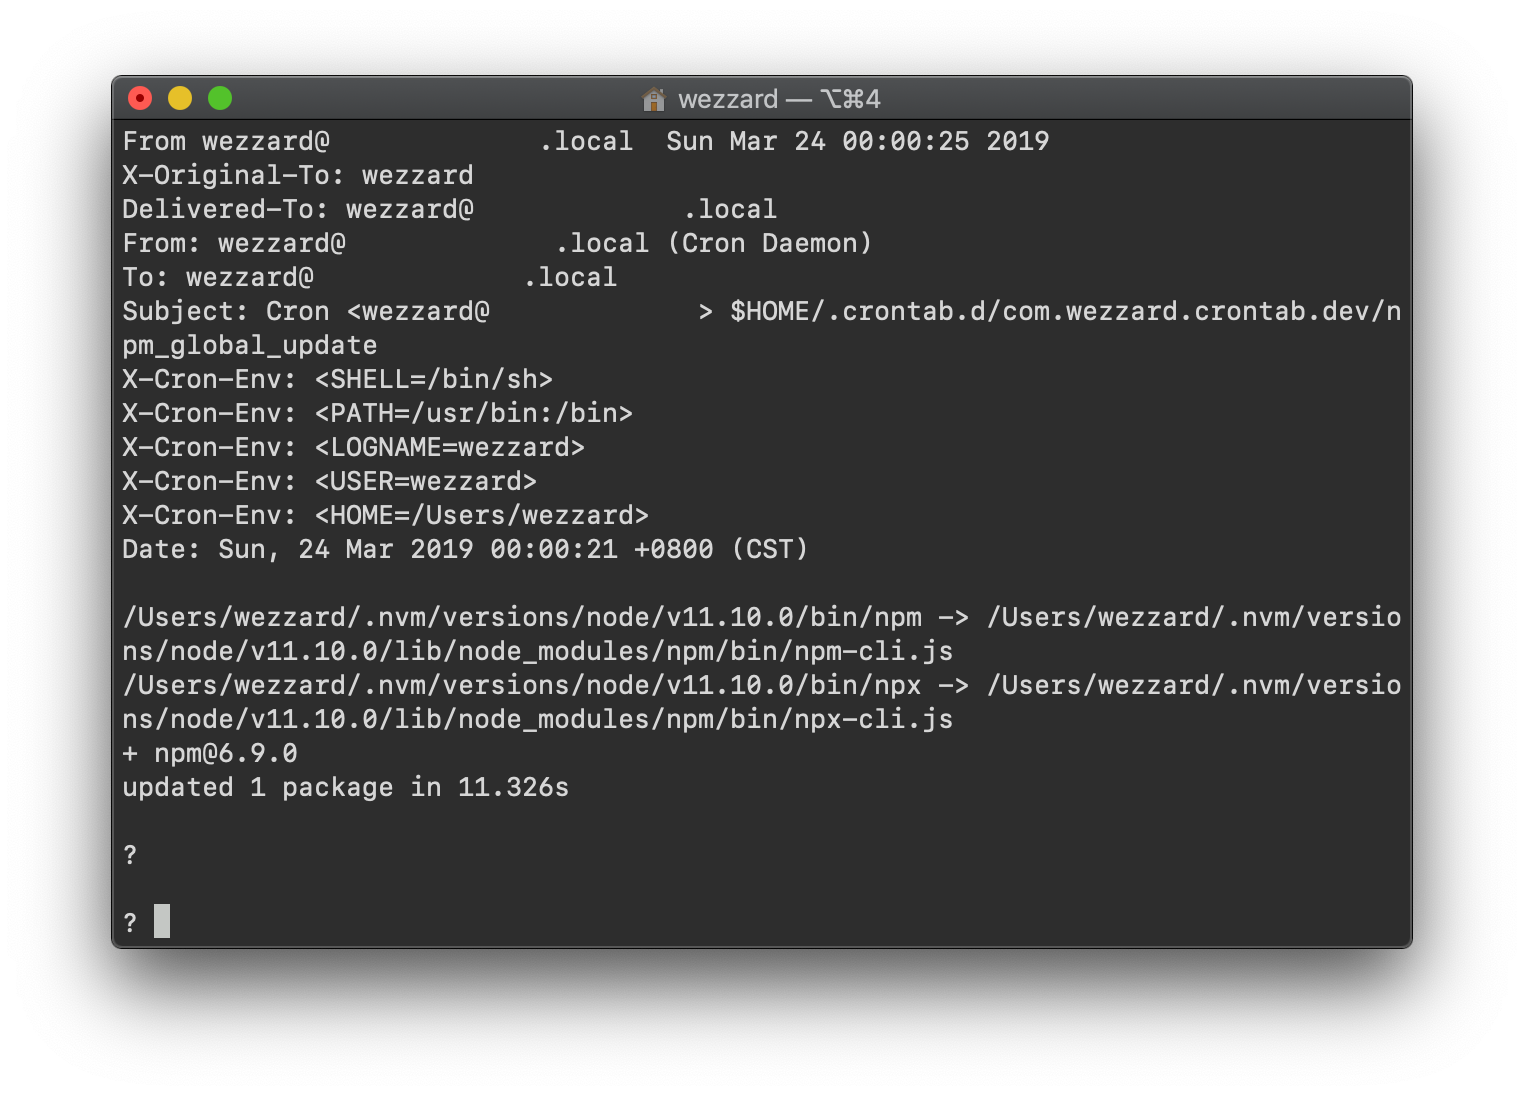 wezzard — ⌥⌘4
From wezzard@ .local Sun Mar 24 00:00:25 2019
X-Original-To: wezzard
Delivered-To: wezzard@ .local
From: wezzard@ .local (Cron Daemon)
To: wezzard@ .local
Subject: Cron <wezzard@ > $HOME/.crontab.d/com.wezzard.crontab.dev/n
pm_global_update
X-Cron-Env: <SHELL=/bin/sh>
X-Cron-Env: <PATH=/usr/bin:/bin>
X-Cron-Env: <LOGNAME=wezzard>
X-Cron-Env: <USER=wezzard>
X-Cron-Env: <HOME=/Users/wezzard>
Date: Sun, 24 Mar 2019 00:00:21 +0800 (CST)
/Users/wezzard/.nvm/versions/node/v11.10.0/bin/npm -> /Users/wezzard/.nvm/versio
ns/node/v11.10.0/lib/node_modules/npm/bin/npm-cli.js
/Users/wezzard/.nvm/versions/node/v11.10.0/bin/npx -> /Users/wezzard/.nvm/versio
ns/node/v11.10.0/lib/node_modules/npm/bin/npx-cli.js
+ npm@6.9.0
updated 1 package in 11.326s
?
?